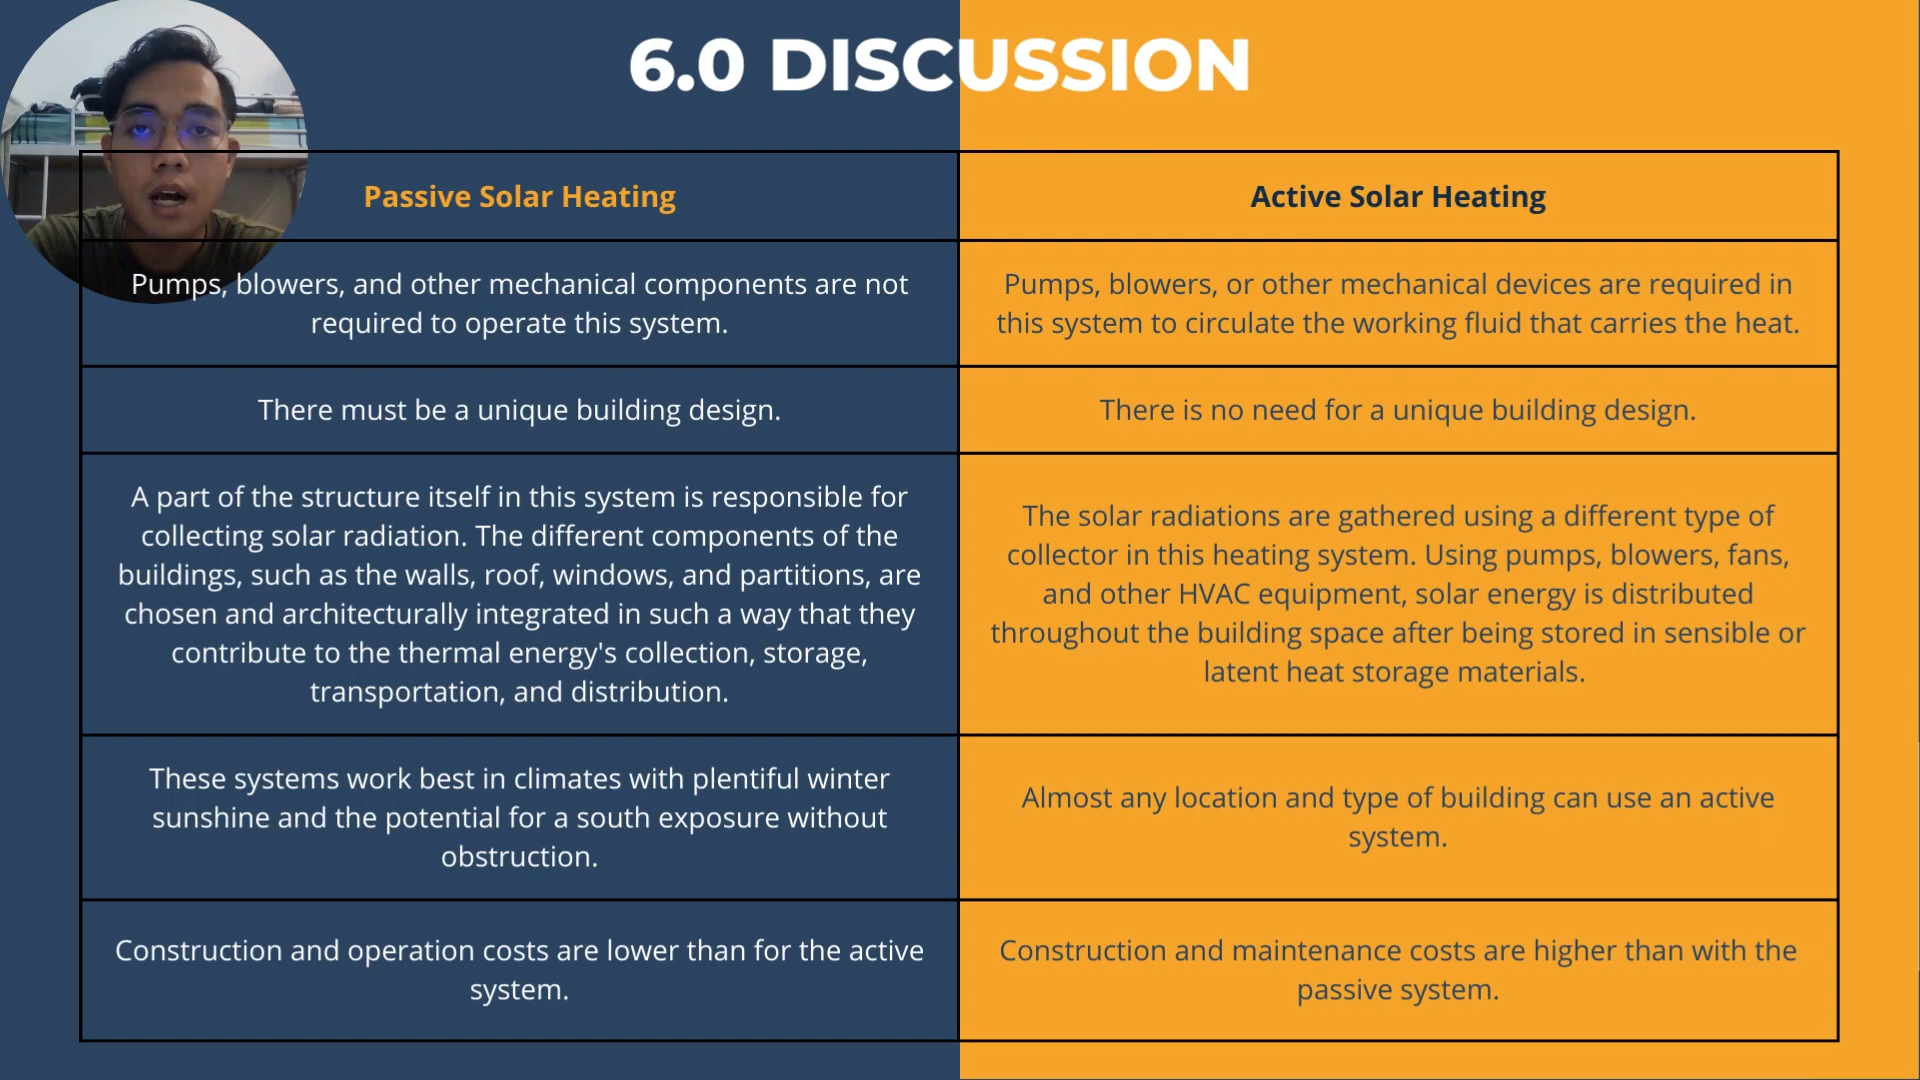 6.0 DISCUSSION
Passive Solar Heating
Active Solar Heating
Pumps, blowers, and other mechanical components are not
required to operate this system.
Pumps, blowers, or other mechanical devices are required in
this system to circulate the working fluid that carries the heat.
There must be a unique building design.
There is no need for a unique building design.
A part of the structure itself in this system is responsible for
collecting solar radiation. The different components of the
buildings, such as the walls, roof, windows, and partitions, are
chosen and architecturally integrated in such a way that they
contribute to the thermal energy's collection, storage,
transportation, and distribution.
The solar radiations are gathered using a different type of
collector in this heating system. Using pumps, blowers, fans,
and other HVAC equipment, solar energy is distributed
throughout the building space after being stored in sensible or
latent heat storage materials.
These systems work best in climates with plentiful winter
sunshine and the potential for a south exposure without
obstruction.
Almost any location and type of building can use an active
system.
Construction and operation costs are lower than for the active
system.
Construction and maintenance costs are higher than with the
passive system.